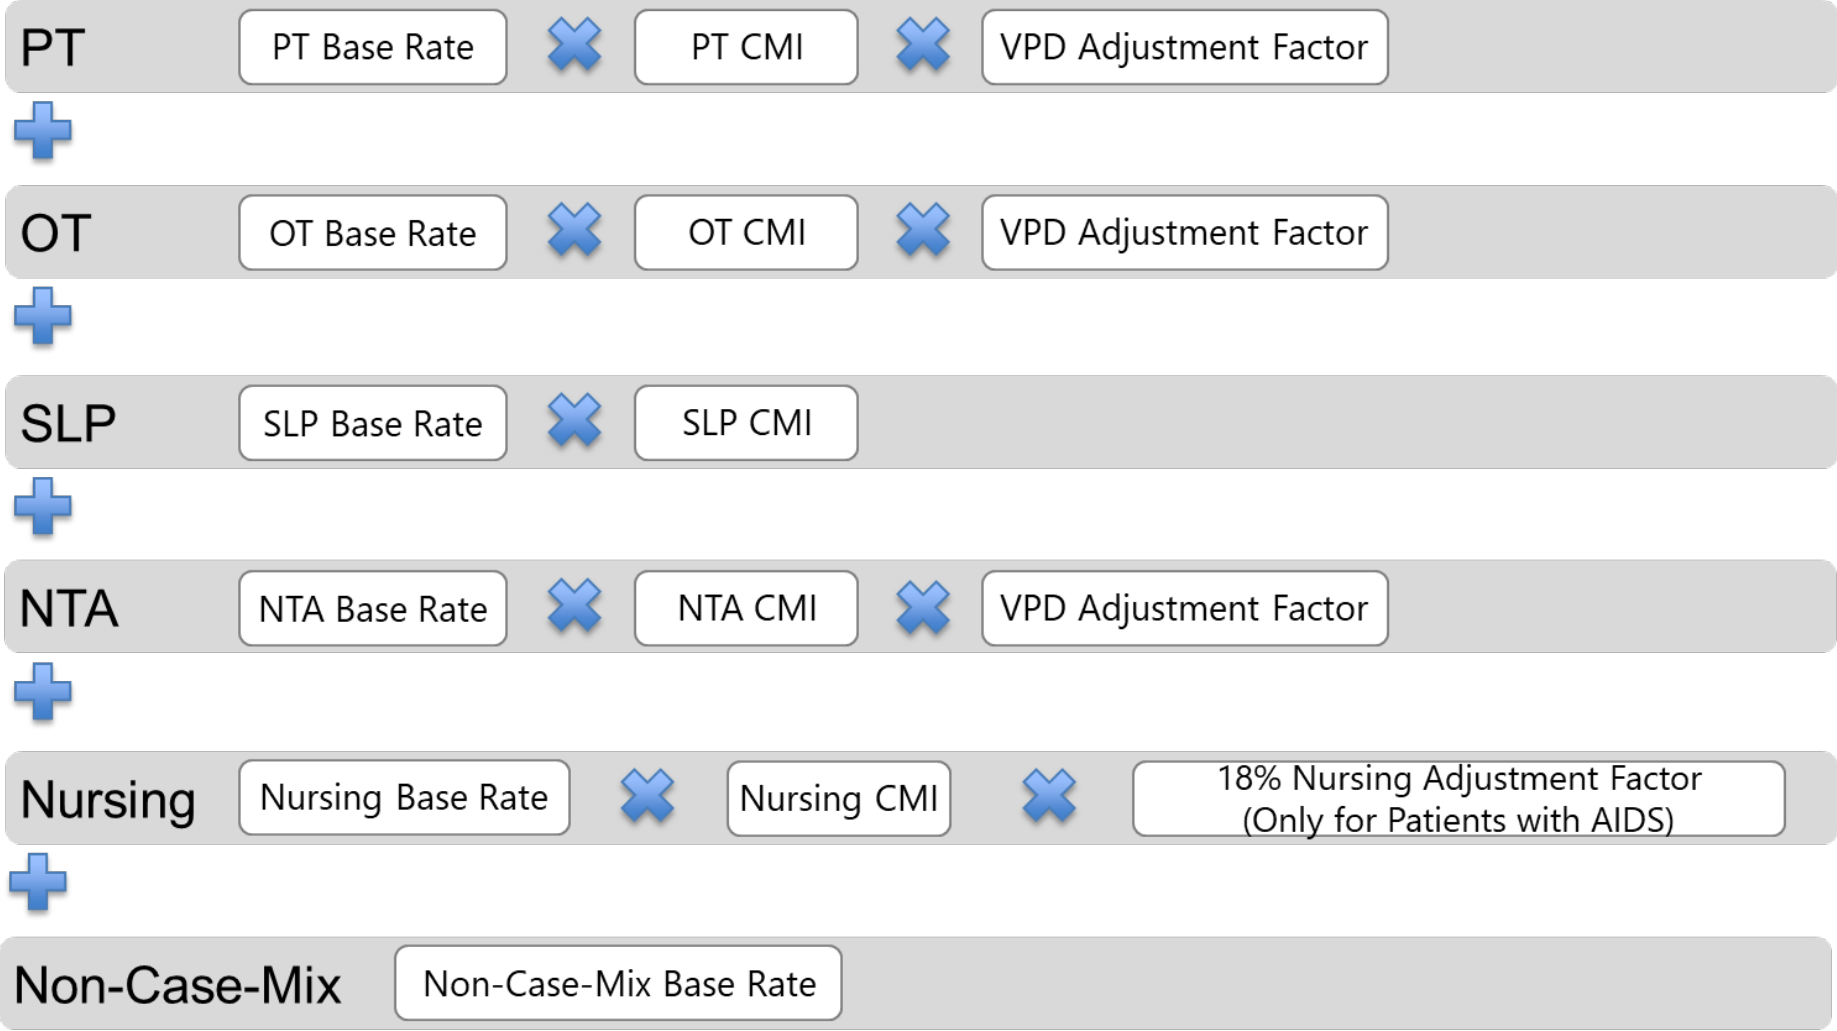 PT PT Base Rate PT CMI VPD Adjustment Factor
OT OT Base Rate OT CMI VPD Adjustment Factor
SLP SLP Base Rate SLP CMI
NTA NTA Base Rate NTA CMI VPD Adjustment Factor
Nursing Nursing Base Rate Nursing CMI 18% Nursing Adjustment Factor
(Only for Patients with AIDS)
Non-Case-Mix Non-Case-Mix Base Rate